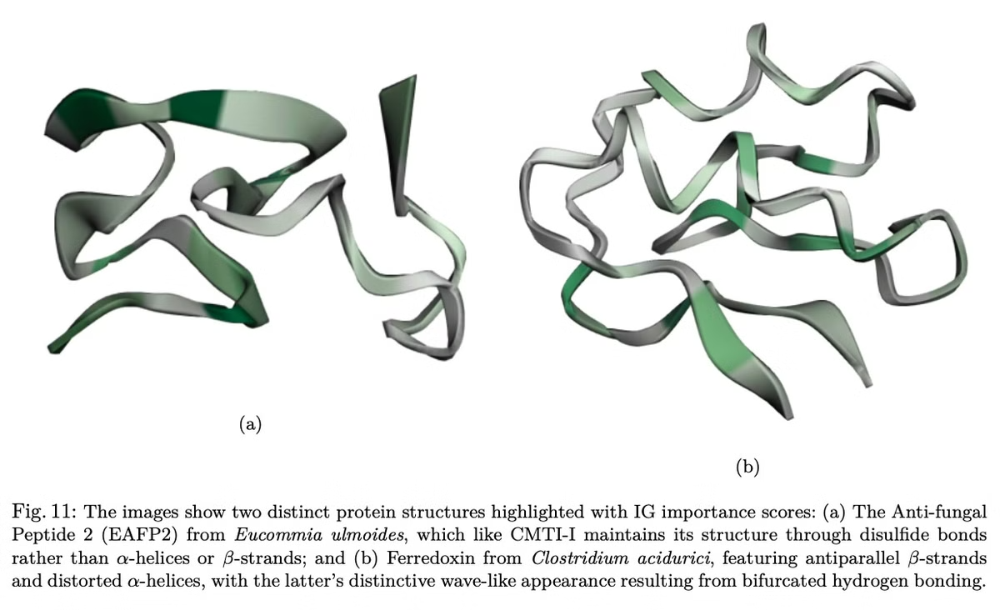 (a)
(b)
Fig. 11: The images show two distinct protein structures highlighted with IG importance scores: (a) The Anti-fungal
Peptide 2 (EAFP2) from Eucommia ulmoides, which like CMTI-I maintains its structure through disulfide bonds
rather than α-helices or β-strands; and (b) Ferredoxin from Clostridium acidurici, featuring antiparallel β-strands
and distorted α-helices, with the latter's distinctive wave-like appearance resulting from bifurcated hydrogen bonding.